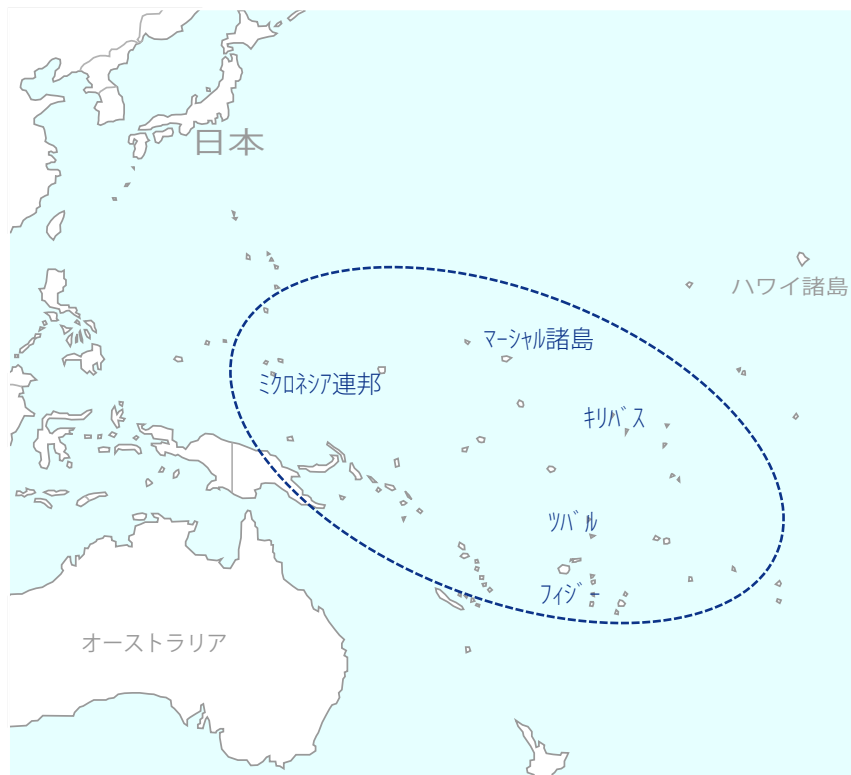 日本
ハワイ諸島
ﾏｰｼｬﾙ諸島
ﾐｸﾛﾈｼｱ連邦
ｷﾘﾊﾞｽ
ﾂﾊﾞﾙ
ﾌｨｼﾞｰ
オーストラリア